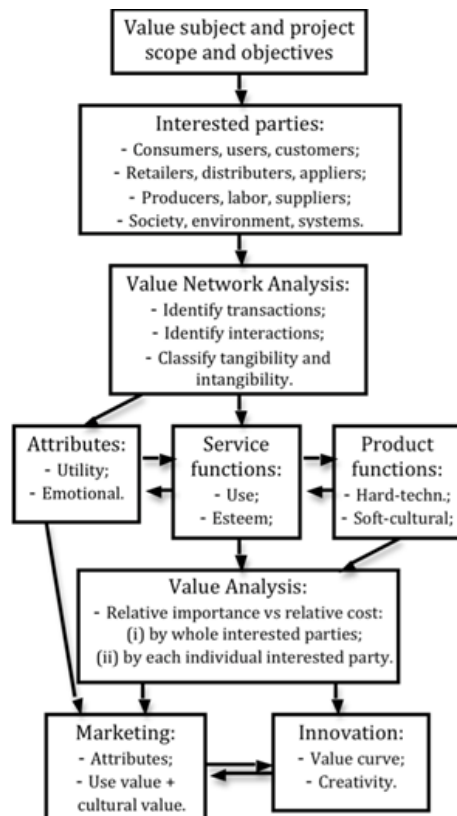 Value subject and project
scope and objectives
Interested parties:
- Consumers, users, customers;
- Retailers, distributers, appliers;
- Producers, labor, suppliers;
- Society, environment, systems.
Value Network Analysis:
- Identify transactions;
- Identify interactions;
- Classify tangibility and
intangibility.
Attributes:
- Utility;
- Emotional.
Service
functions:
- Use;
- Esteem;
Product
functions:
- Hard-techn.;
- Soft-cultural;
Value Analysis:
- Relative importance vs relative cost:
(i) by whole interested parties;
(ii) by each individual interested party.
Marketing:
- Attributes;
- Use value +
cultural value.
Innovation:
- Value curve;
- Creativity.